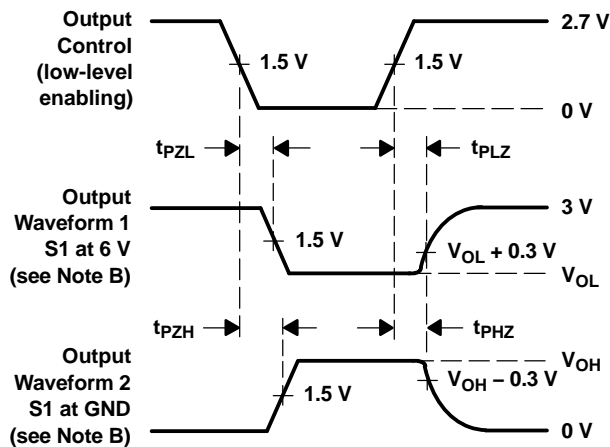 Output
Control
(low-level
enabling)
1.5 V
1.5 V
2.7 V
0 V
tPZL
tPLZ
Output
Waveform 1
S1 at 6 V
(see Note B)
1.5 V
3 V
VOL + 0.3 V
VOL
tPZH
tPHZ
Output
Waveform 2
S1 at GND
(see Note B)
1.5 V
VOH
VOH − 0.3 V
0 V